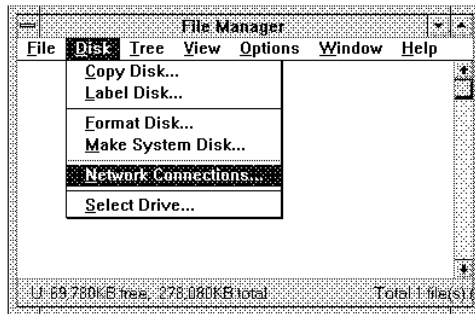 File Manager
File Disk Tree View Options Window Help
Copy Disk...
Label Disk...
Format Disk...
Make System Disk...
Network Connections...
Select Drive...
U: 69,780KB free, 278,080KB total Total 1 file(s) (